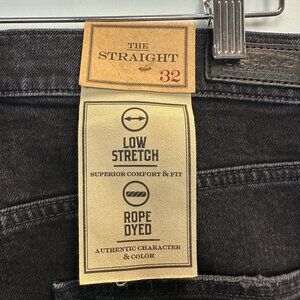 THE
STRAIGHT
32
LOW
STRETCH
SUPERIOR COMFORT & FIT
ROPE
DYED
AUTHENTIC CHARACTER
& COLOR